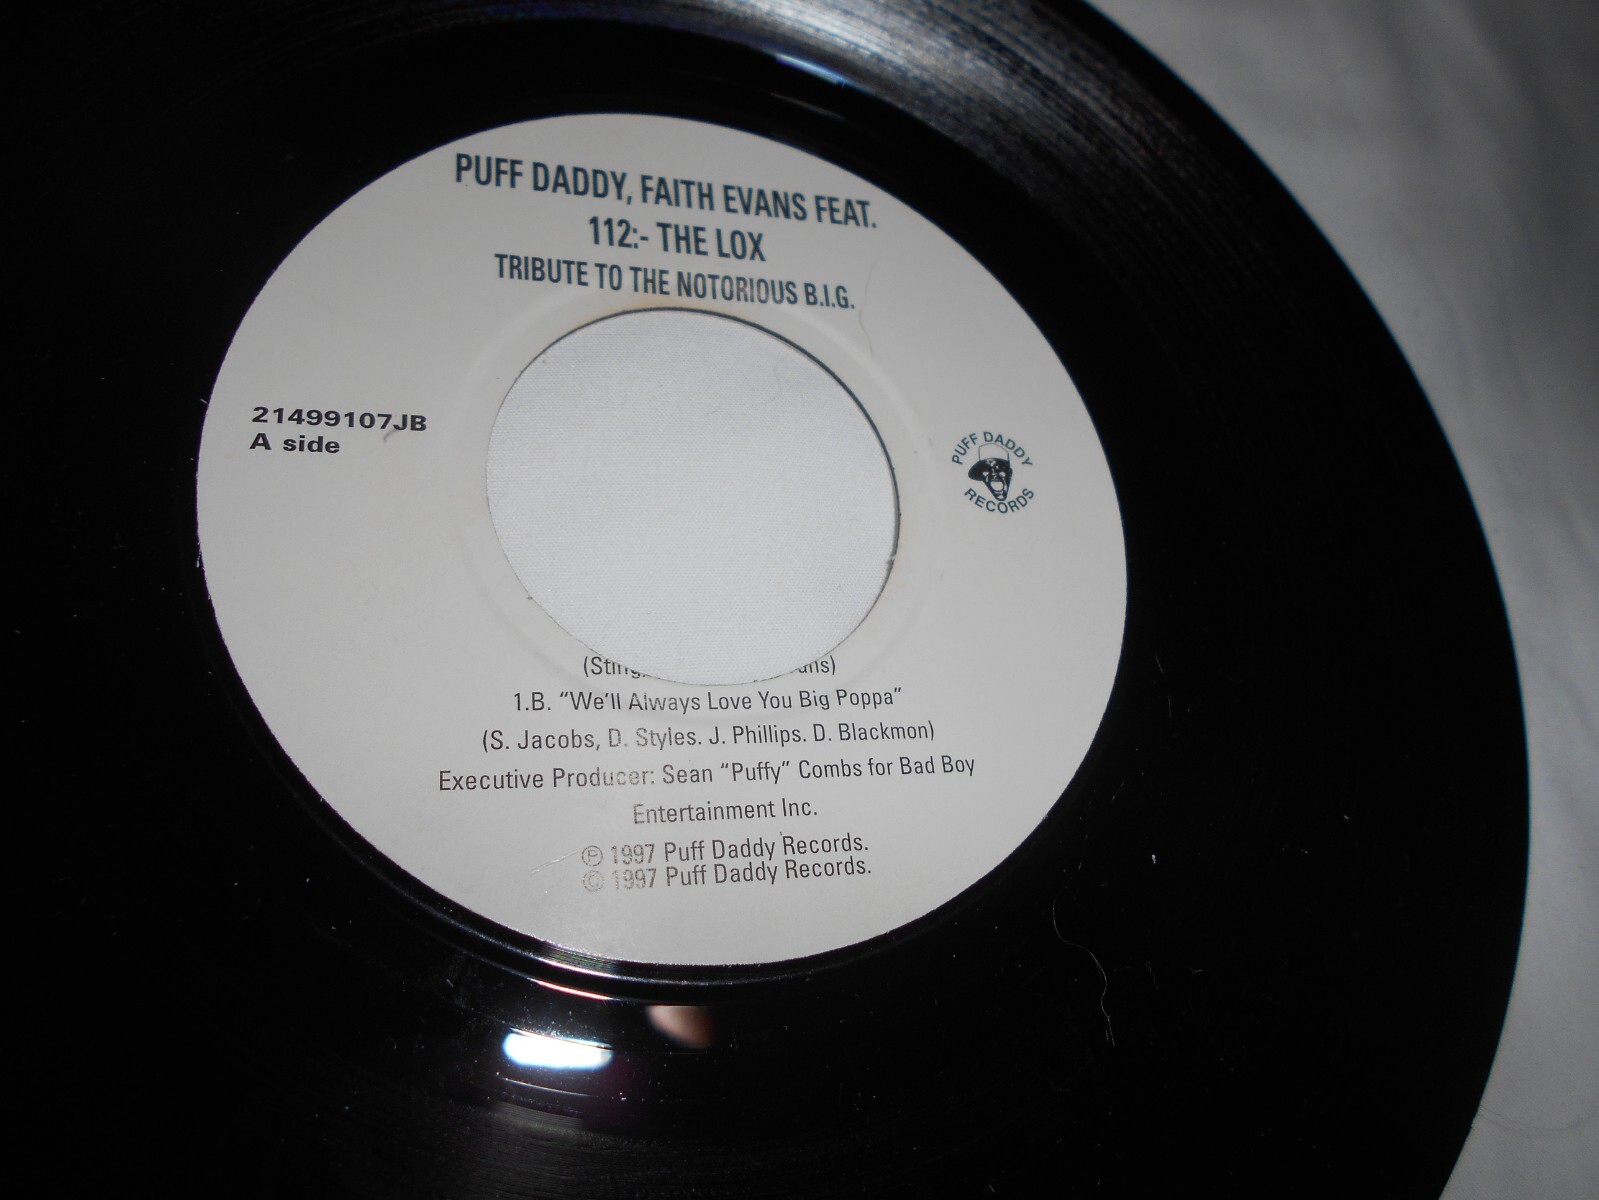 PUFF DADDY, FAITH EVANS FEAT.
112:- THE LOX
TRIBUTE TO THE NOTORIOUS B.I.G.
21499107JB
A side
PUFF DADDY
RECORDS
1.B. “We'll Always Love You Big Poppa”
(S. Jacobs, D. Styles. J. Phillips. D. Blackmon)
Executive Producer: Sean “Puffy” Combs for Bad Boy
Entertainment Inc.
Ⓟ 1997 Puff Daddy Records.
© 1997 Puff Daddy Records.